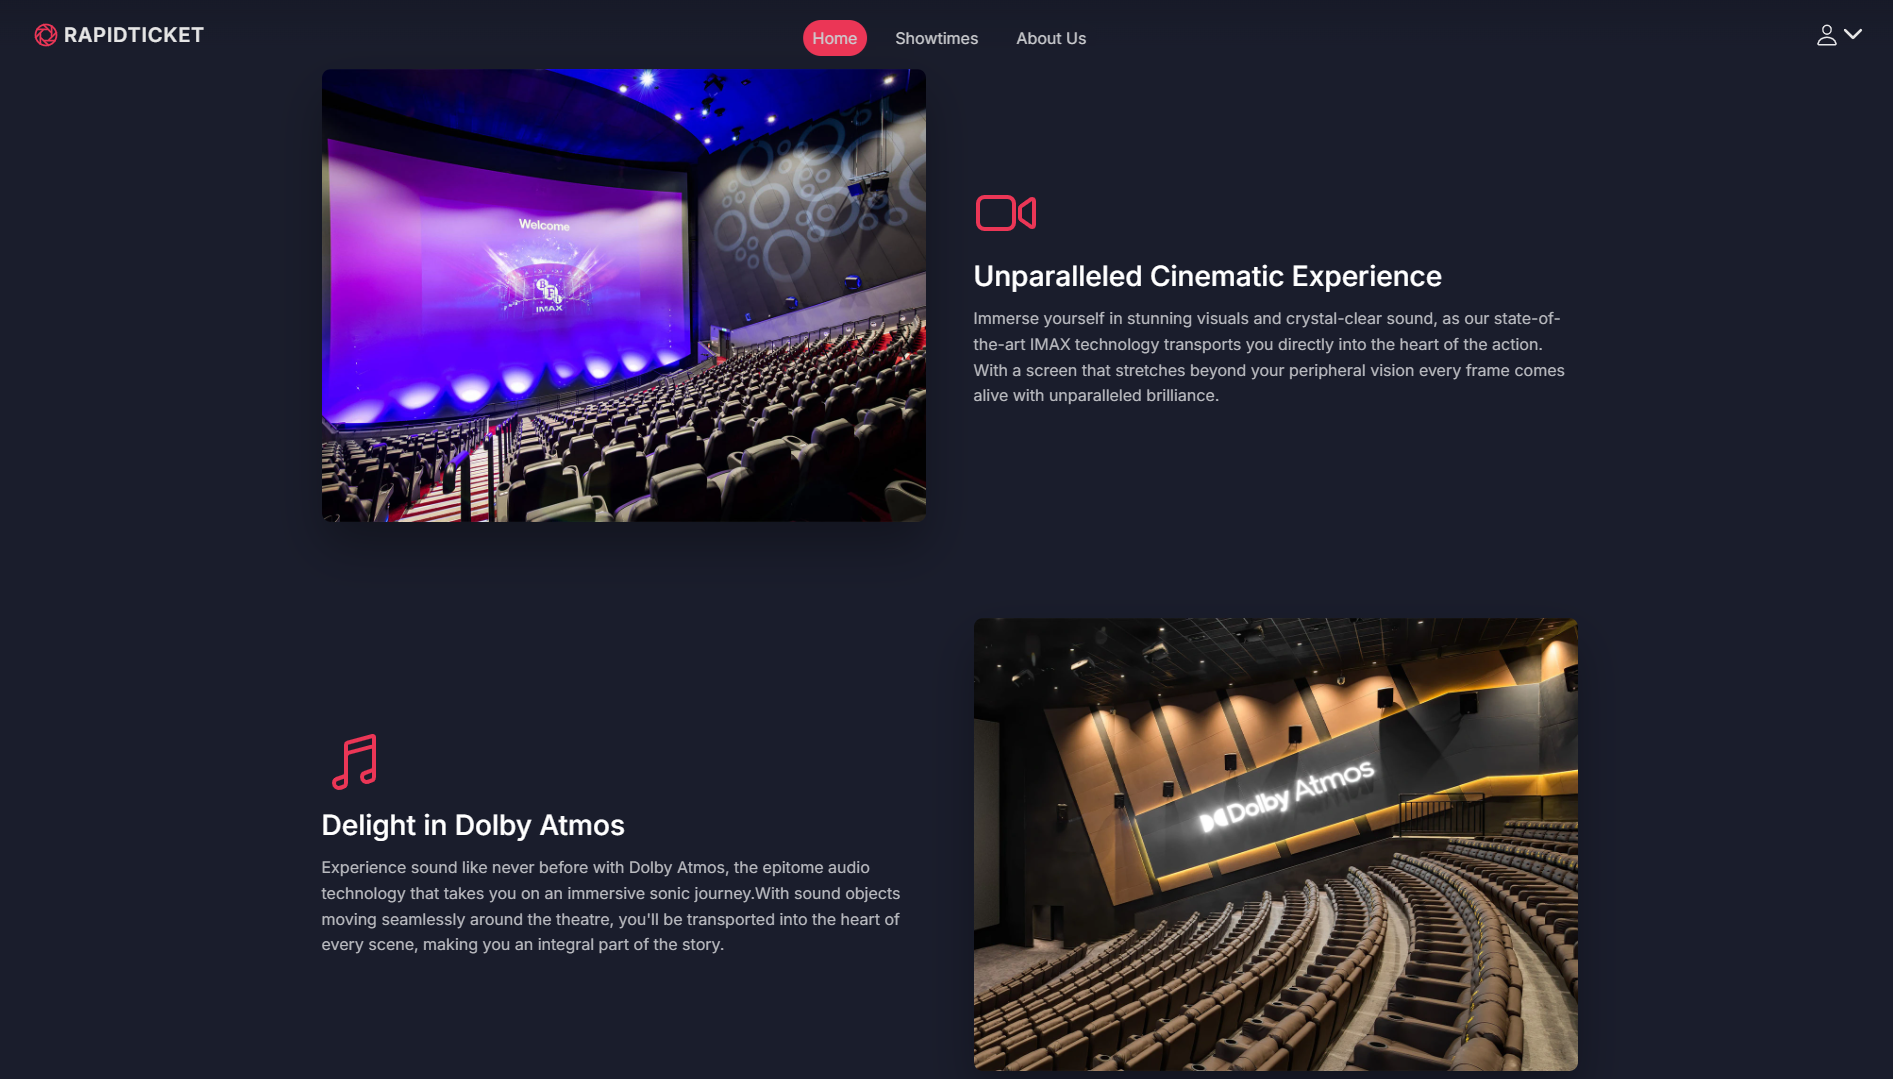 RAPIDTICKET
Home
Showtimes
About Us
Welcome
BFI
IMAX
Unparalleled Cinematic Experience
Immerse yourself in stunning visuals and crystal-clear sound, as our state-of-
the-art IMAX technology transports you directly into the heart of the action.
With a screen that stretches beyond your peripheral vision every frame comes
alive with unparalleled brilliance.
Delight in Dolby Atmos
Experience sound like never before with Dolby Atmos, the epitome audio
technology that takes you on an immersive sonic journey.With sound objects
moving seamlessly around the theatre, you'll be transported into the heart of
every scene, making you an integral part of the story.
Dolby Atmos